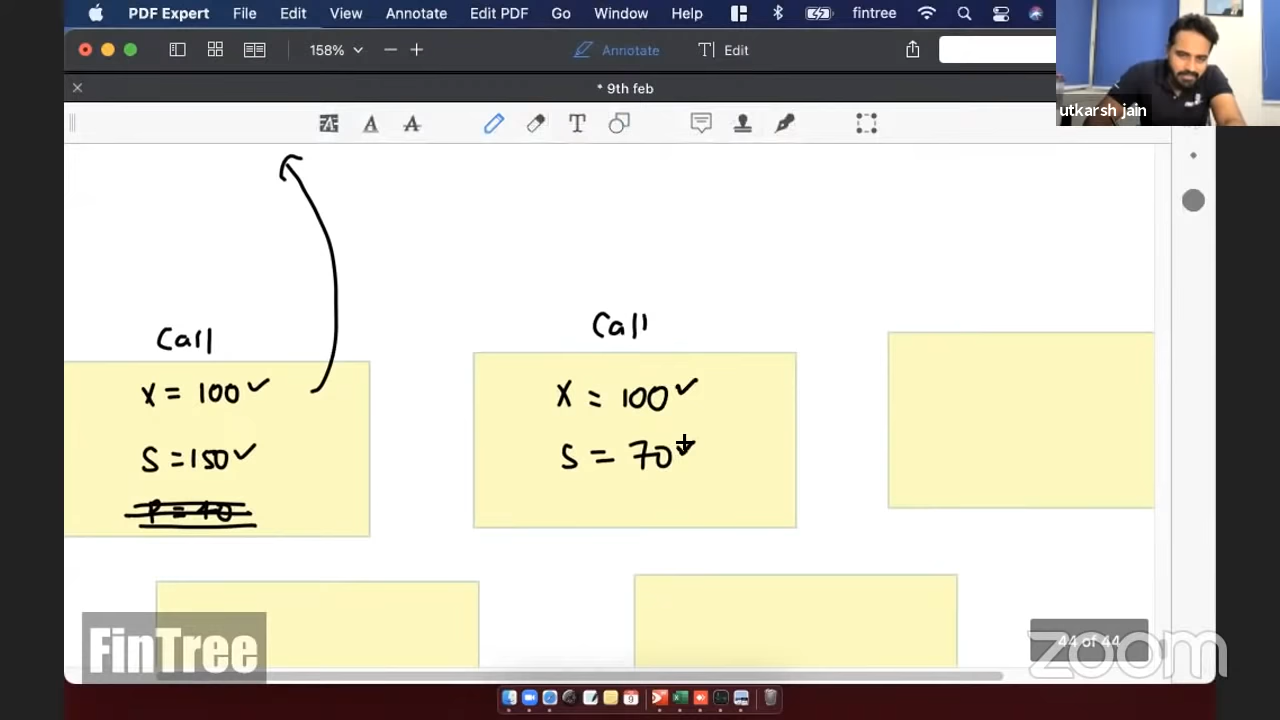 PDF Expert File Edit View Annotate Edit PDF Go Window Help fintree
158% Annotate T Edit
* 9th feb
utkarsh jain
Call
X = 100 ✓
S = 150 ✓
P = 40
Call
X = 100 ✓
S = 70 ✓
FinTree
44 of 44
zoom